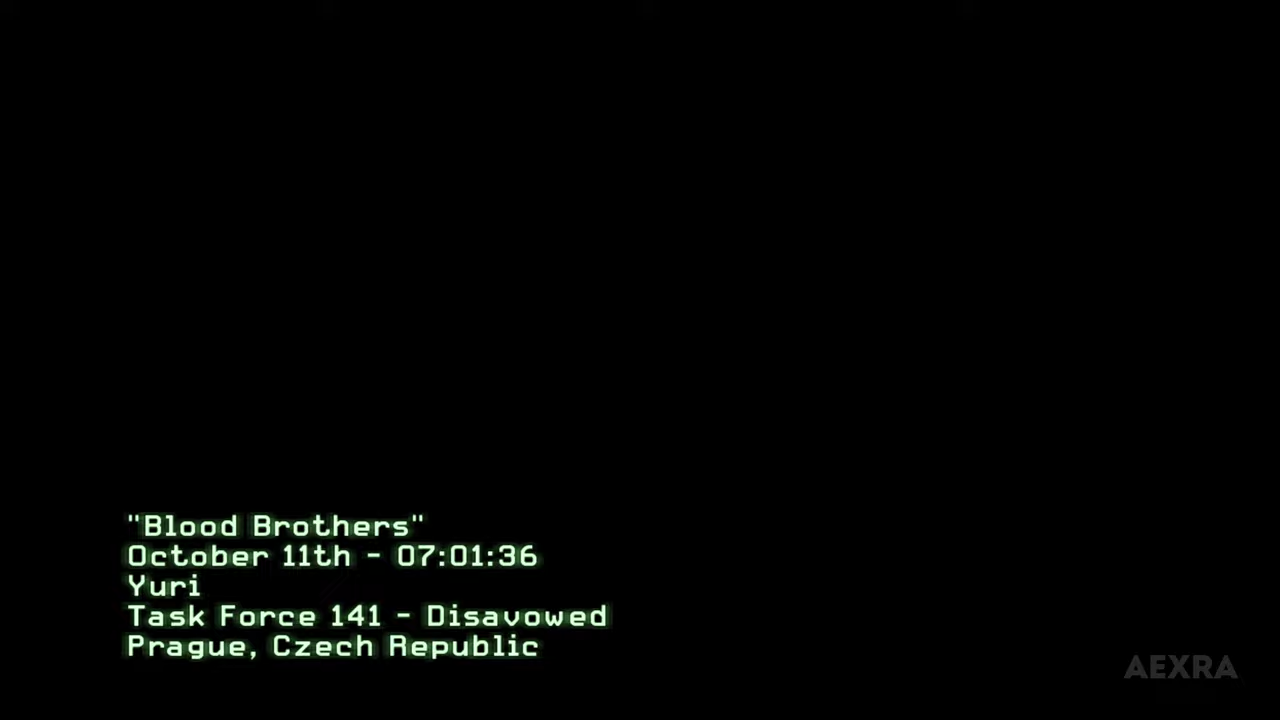 "Blood Brothers"
October 11th - 07:01:36
Yuri
Task Force 141 - Disavowed
Prague, Czech Republic
AEXRA